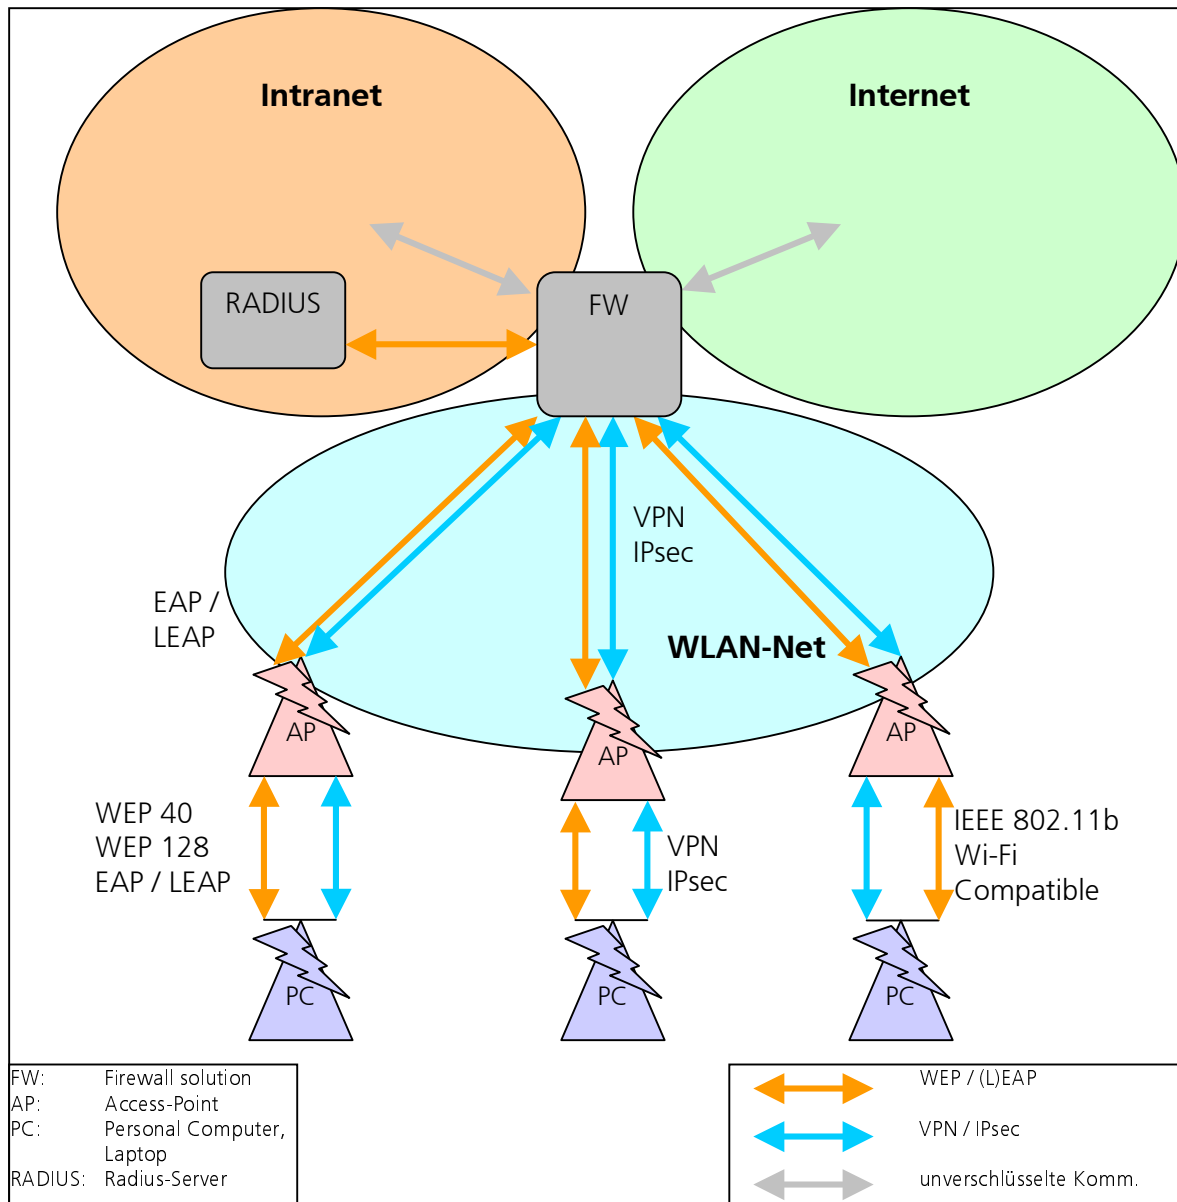 Intranet
Internet
RADIUS
FW
VPN
IPsec
EAP /
LEAP
WLAN-Net
AP
AP
AP
WEP 40
WEP 128
EAP / LEAP
VPN
IPsec
IEEE 802.11b
Wi-Fi
Compatible
PC
PC
PC
FW: Firewall solution
AP: Access-Point
PC: Personal Computer,
Laptop
RADIUS: Radius-Server
WEP / (L)EAP
VPN / IPsec
unverschlüsselte Komm.